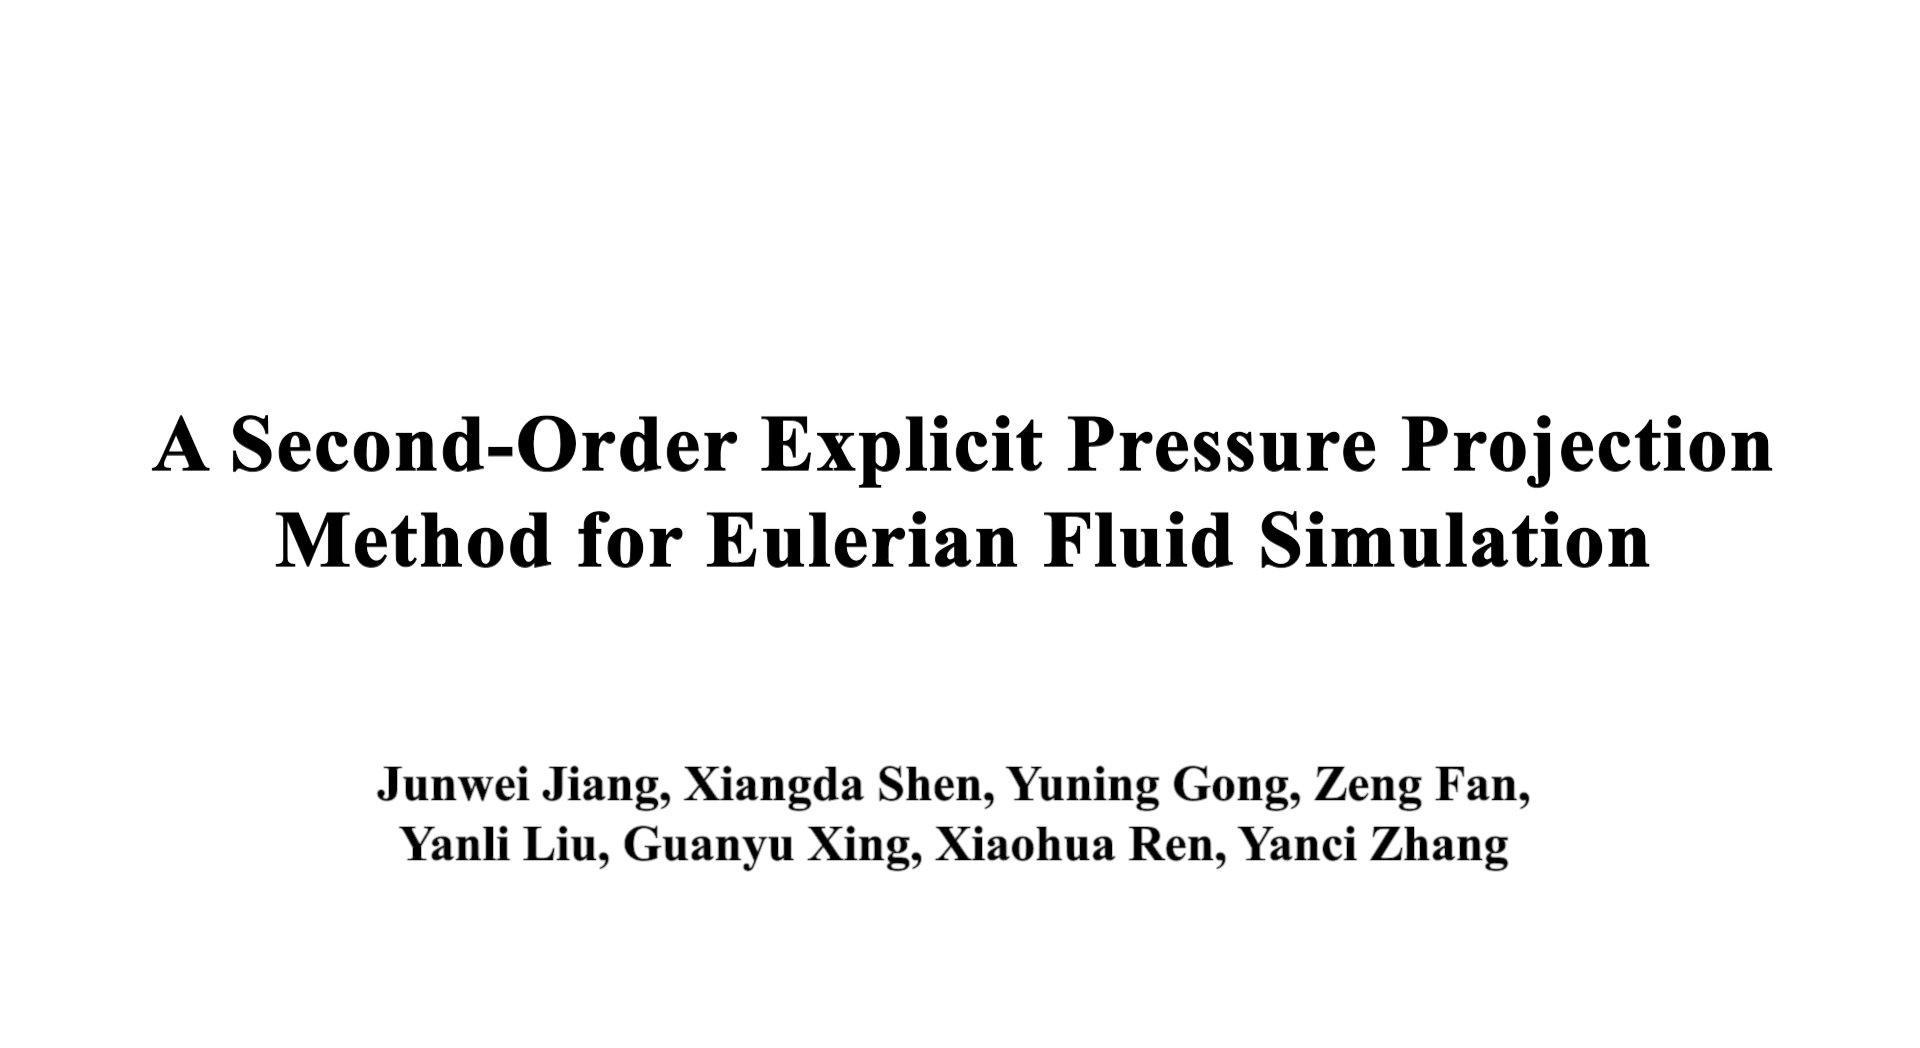 A Second-Order Explicit Pressure Projection
Method for Eulerian Fluid Simulation
Junwei Jiang, Xiangda Shen, Yuning Gong, Zeng Fan,
Yanli Liu, Guanyu Xing, Xiaohua Ren, Yanci Zhang